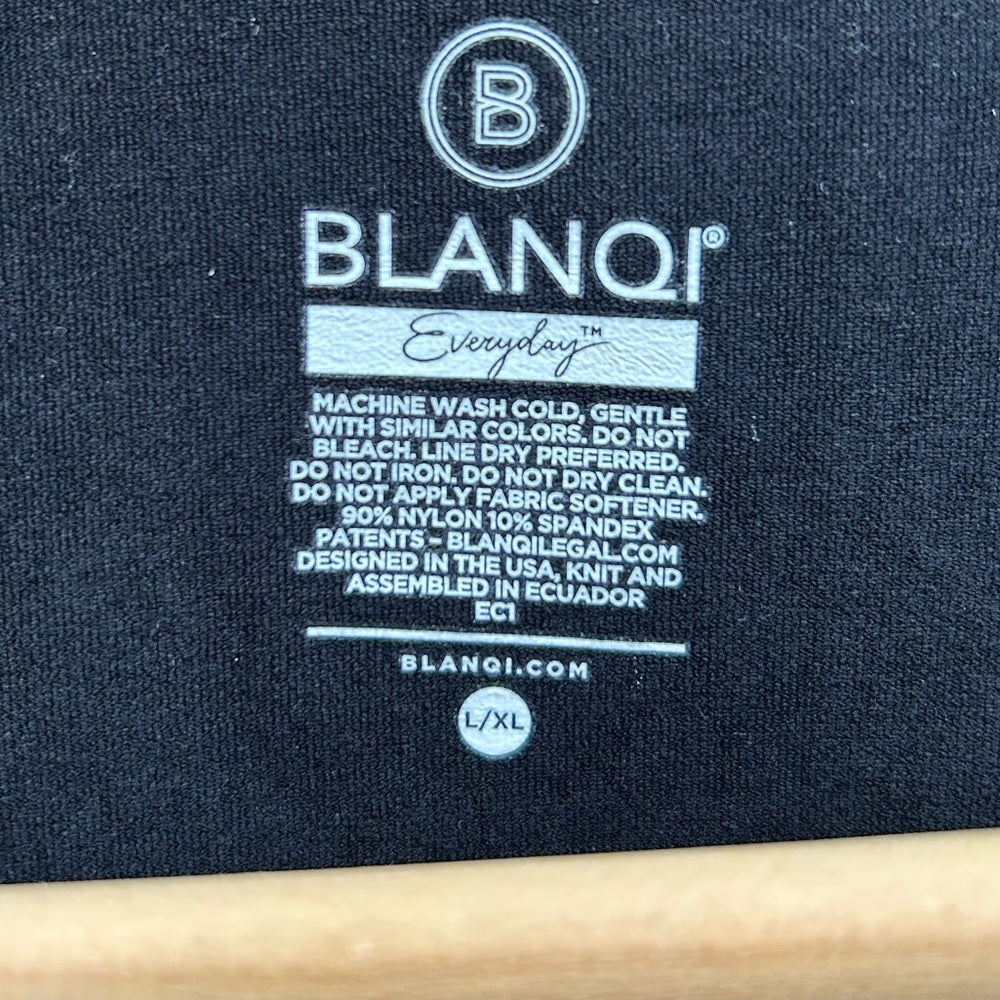 B
BLANQI®
Everyday™
MACHINE WASH COLD, GENTLE
WITH SIMILAR COLORS. DO NOT
BLEACH. LINE DRY PREFERRED.
DO NOT IRON. DO NOT DRY CLEAN.
DO NOT APPLY FABRIC SOFTENER.
90% NYLON 10% SPANDEX
PATENTS - BLANQILEGAL.COM
DESIGNED IN THE USA, KNIT AND
ASSEMBLED IN ECUADOR
EC1
BLANQI.COM
L/XL